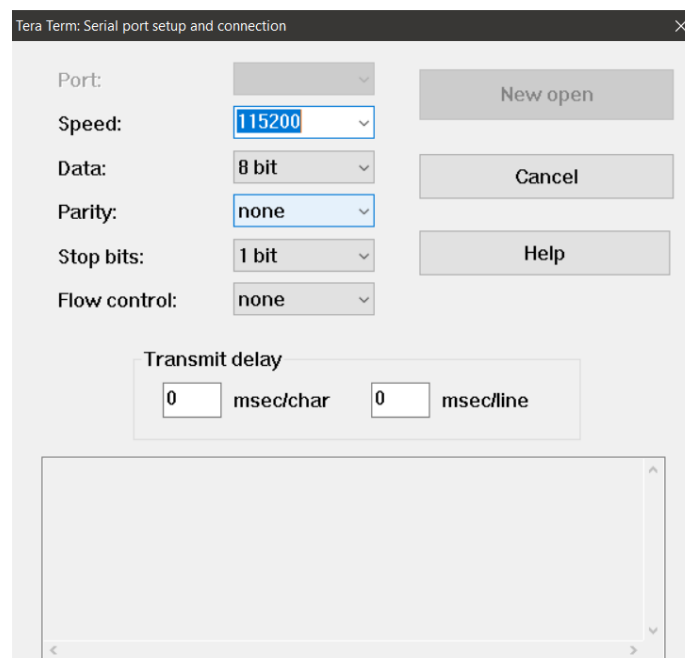 Tera Term: Serial port setup and connection
Port:
New open
Speed: 115200
Data: 8 bit
Cancel
Parity: none
Stop bits: 1 bit
Help
Flow control: none
Transmit delay
0 msec/char 0 msec/line